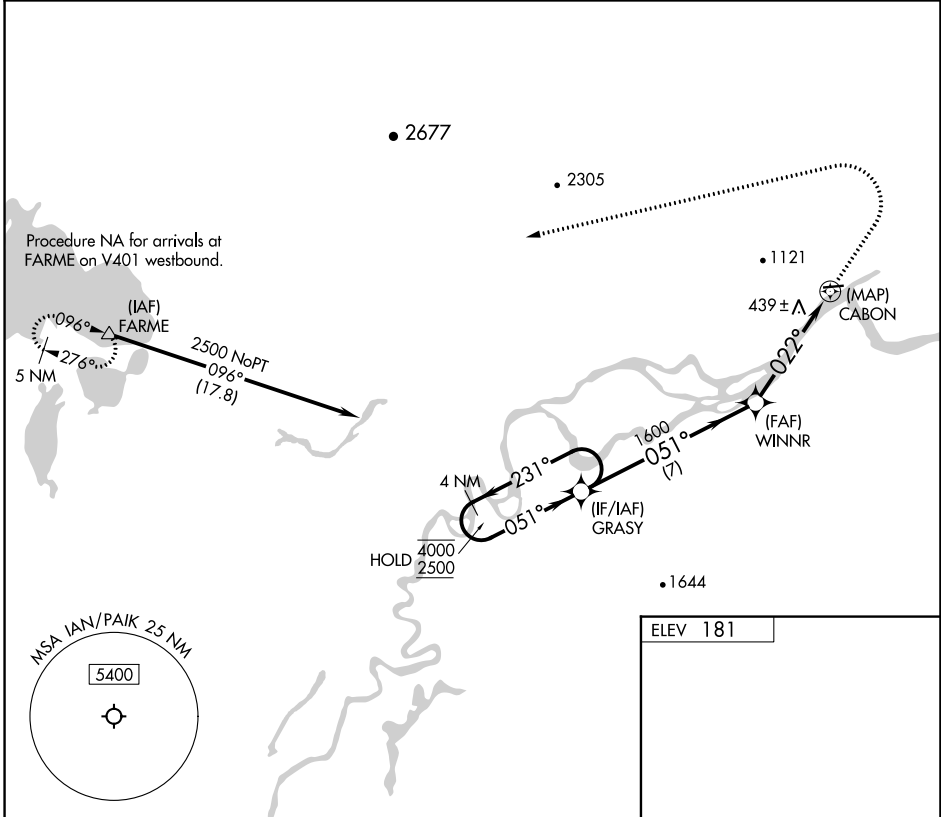 2677
2305
Procedure NA for arrivals at
FARME on V401 westbound.
1121
(IAF)
FARME
096°
276°
5 NM
2500 NoPT
096°
(17.8)
439 ±
(MAP)
CABON
022°
(FAF)
WINNR
1600
051°
(7)
4 NM
231°
051°
(IF/IAF)
GRASY
HOLD
4000
2500
1644
MSA IAN/PAIK 25 NM
5400
ELEV 181